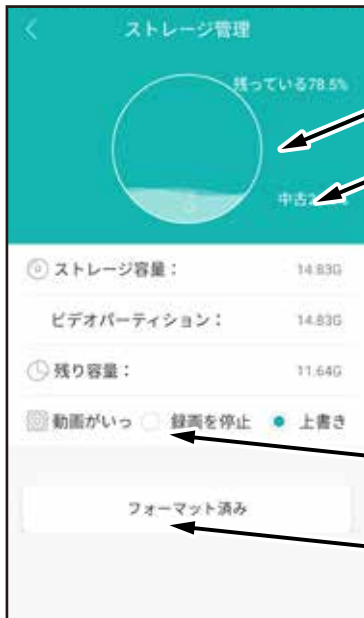 ストレージ管理
残っている78.5%
中古2
ストレージ容量： 14.83G
ビデオパーティション： 14.83G
残り容量： 11.64G
動画がいっ 録画を停止 上書き
フォーマット済み